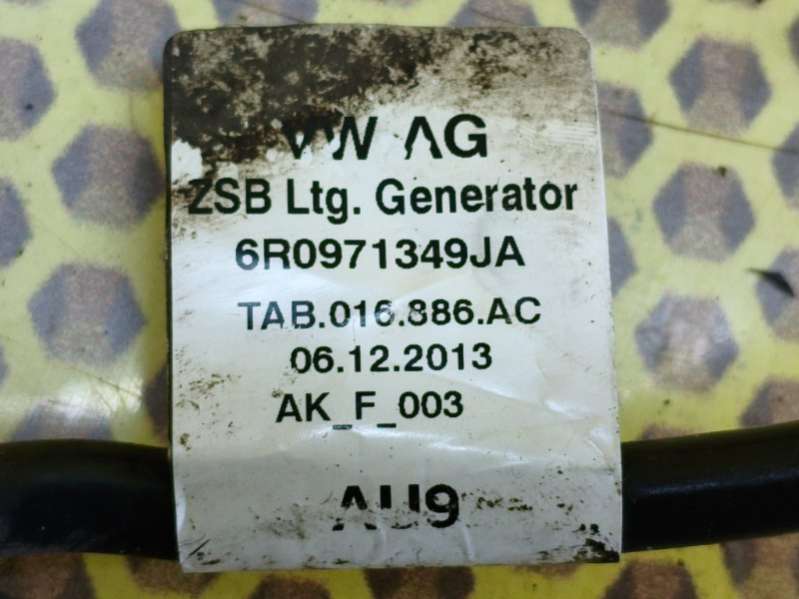 VW AG
ZSB Ltg. Generator
6R0971349JA
TAB.016.886.AC
06.12.2013
AK_F_003
AU9